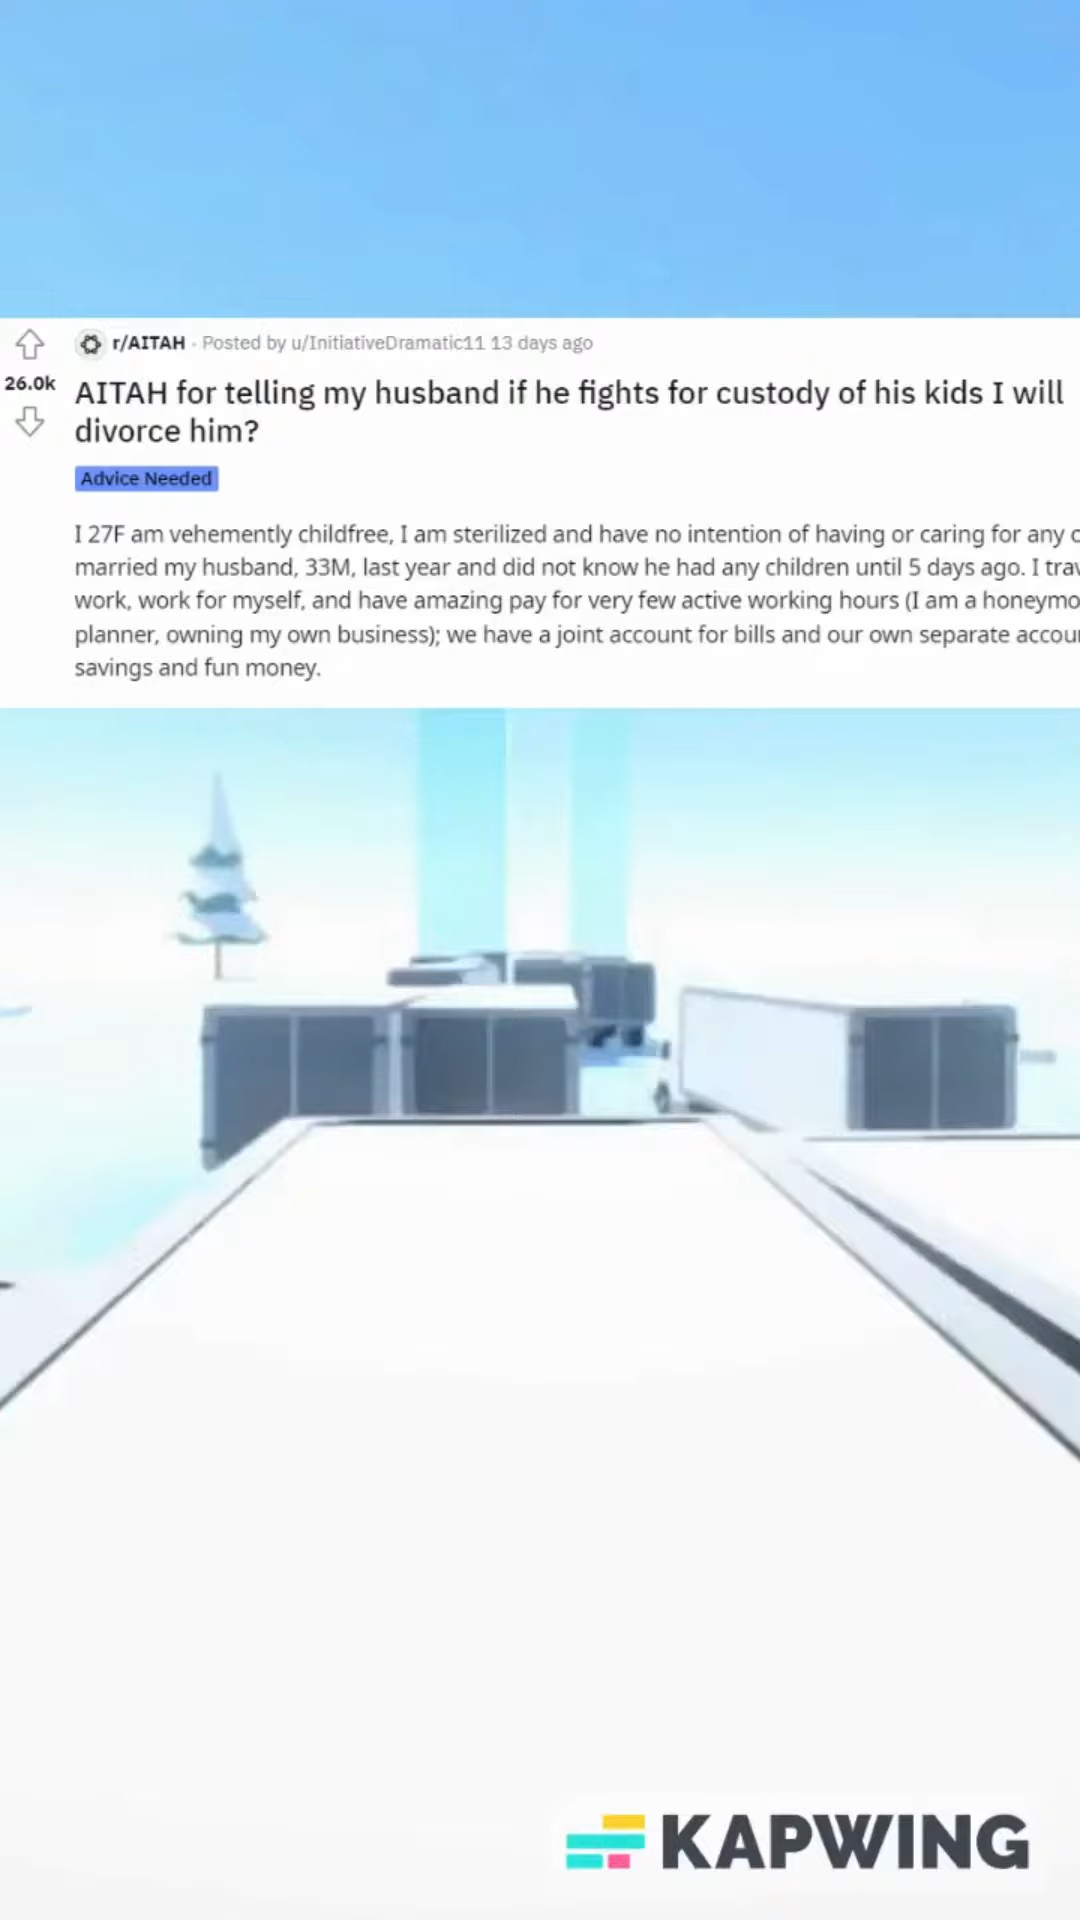 r/AITAH · Posted by u/InitiativeDramatic11 13 days ago
26.0k
AITAH for telling my husband if he fights for custody of his kids I will
divorce him?
Advice Needed
I 27F am vehemently childfree, I am sterilized and have no intention of having or caring for any
married my husband, 33M, last year and did not know he had any children until 5 days ago. I
work, work for myself, and have amazing pay for very few active working hours (I am a
planner, owning my own business); we have a joint account for bills and our own separate
savings and fun money.
KAPWING